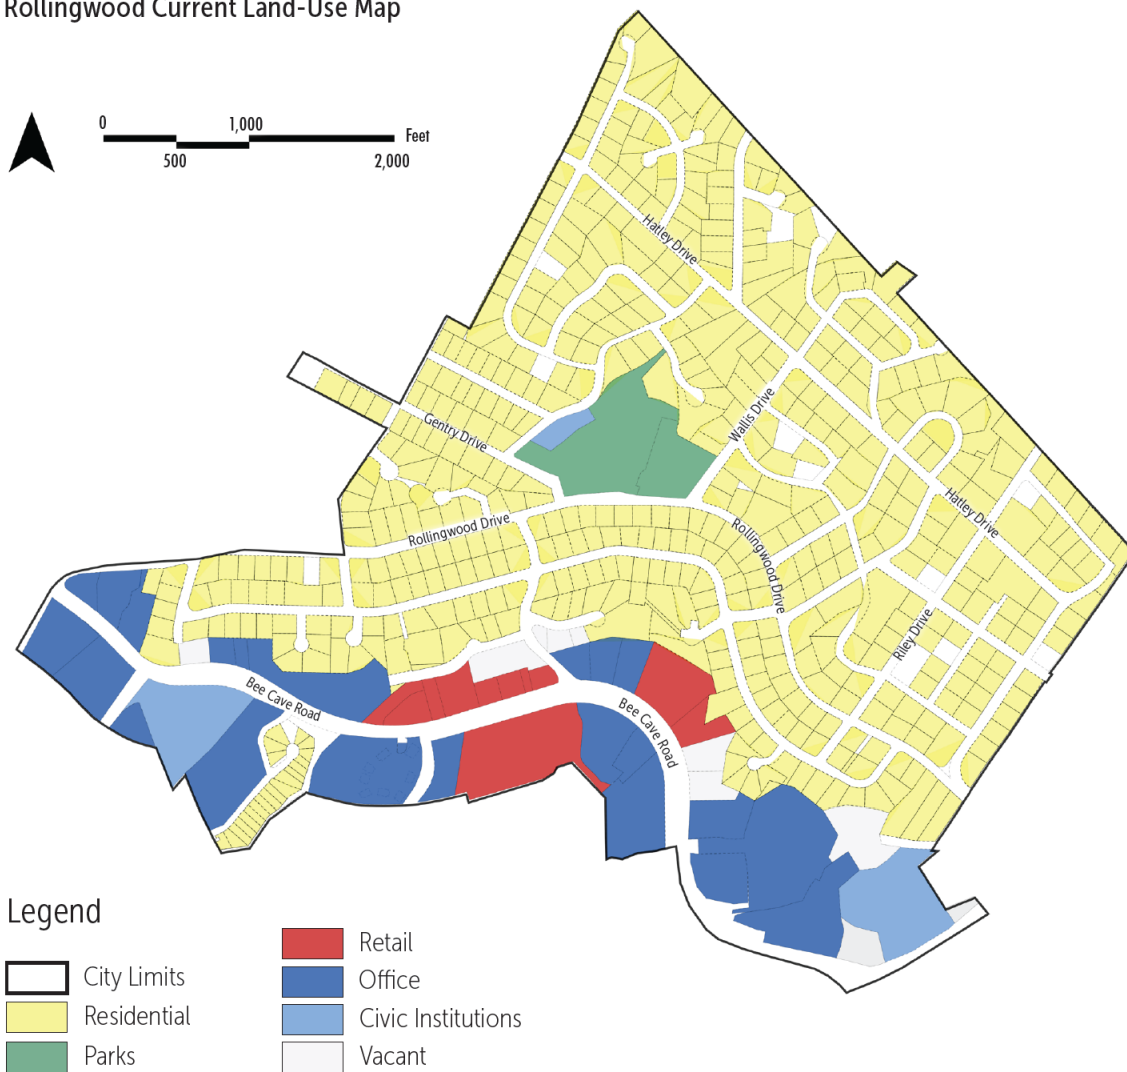 Rollingwood Current Land-Use Map
0
1,000
Feet
500
2,000
Hatley Drive
Gentry Drive
Wallis Drive
Rollingwood Drive
Rollingwood Drive
Hatley Drive
Riley Drive
Bee Cave Road
Bee Cave Road
Legend
City Limits
Residential
Parks
Retail
Office
Civic Institutions
Vacant